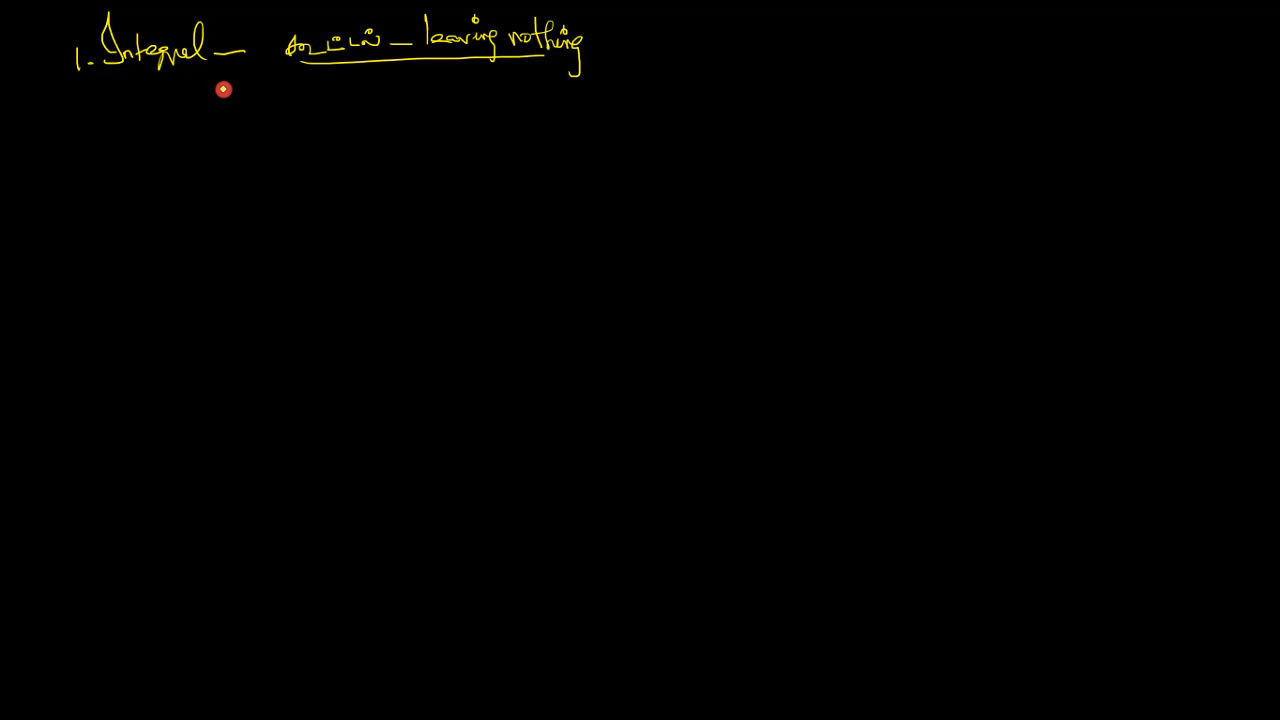 1. Integral — — leaving nothing